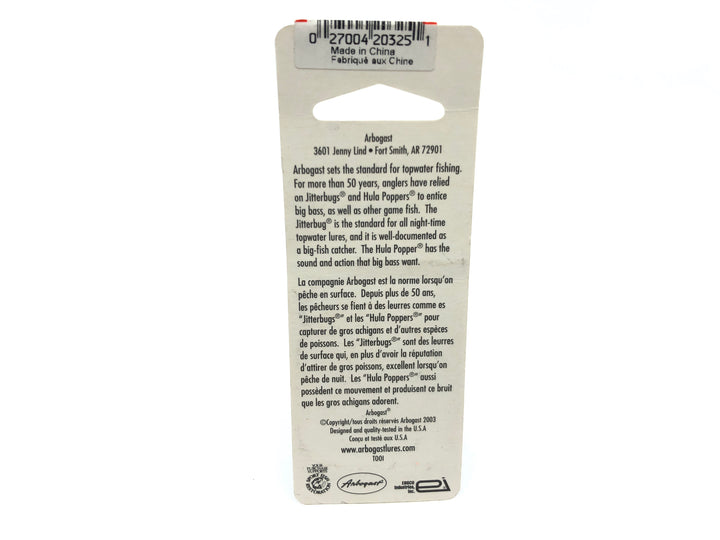 0 27004 20325 1
Made in China
Fabriqué aux Chine
Arbogast
3601 Jenny Lind • Fort Smith, AR 72901
Arbogast sets the standard for topwater fishing.
For more than 50 years, anglers have relied
on Jitterbugs® and Hula Poppers® to entice
big bass, as well as other game fish. The
Jitterbug® is the standard for all night-time
topwater lures, and it is well-documented as
a big-fish catcher. The Hula Popper® has the
sound and action that big bass want.
La compagnie Arbogast est la norme lorsqu'on
pêche en surface. Depuis plus de 50 ans,
les pêcheurs se fient à des leurres comme es
"Jitterbugs®" et les "Hula Poppers®" pour
capturer de gros achigans et d'autres espèces
de poissons. Les "Jitterbugs®" sont des leurres
de surface qui, en plus d'avoir la réputation
d'attirer de gros poissons, excellent lorsqu'on
pêche de nuit. Les "Hula Poppers®" aussi
possèdent ce mouvement et produisent ce bruit
que les gros achigans adorent.
Arbogast®
©Copyright/tous droits réservés Arbogast 2003
Designed and quality-tested in the U.S.A
Conçu et testé aux U.S.A
www.arbogastlures.com
T001
SPORT FISH
RESTORATION
Arbogast®
EBSCO
Industries,
Inc.
ei